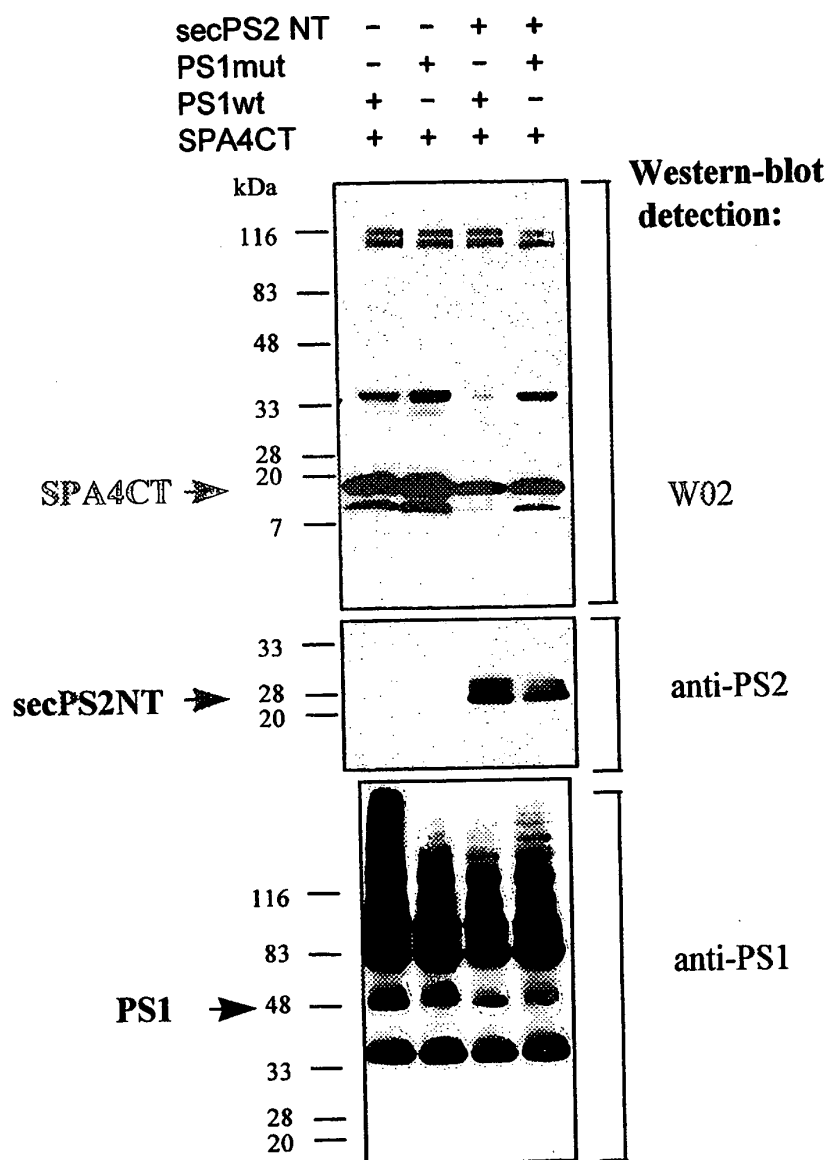 secPS2 NT - - + +
PS1mut - + - +
PS1wt + - + -
SPA4CT + + + +
kDa
Western-blot
detection:
116
83
48
33
28
20
SPA4CT
7
W02
33
secPS2NT
28
20
anti-PS2
116
83
anti-PS1
PS1
48
33
28
20